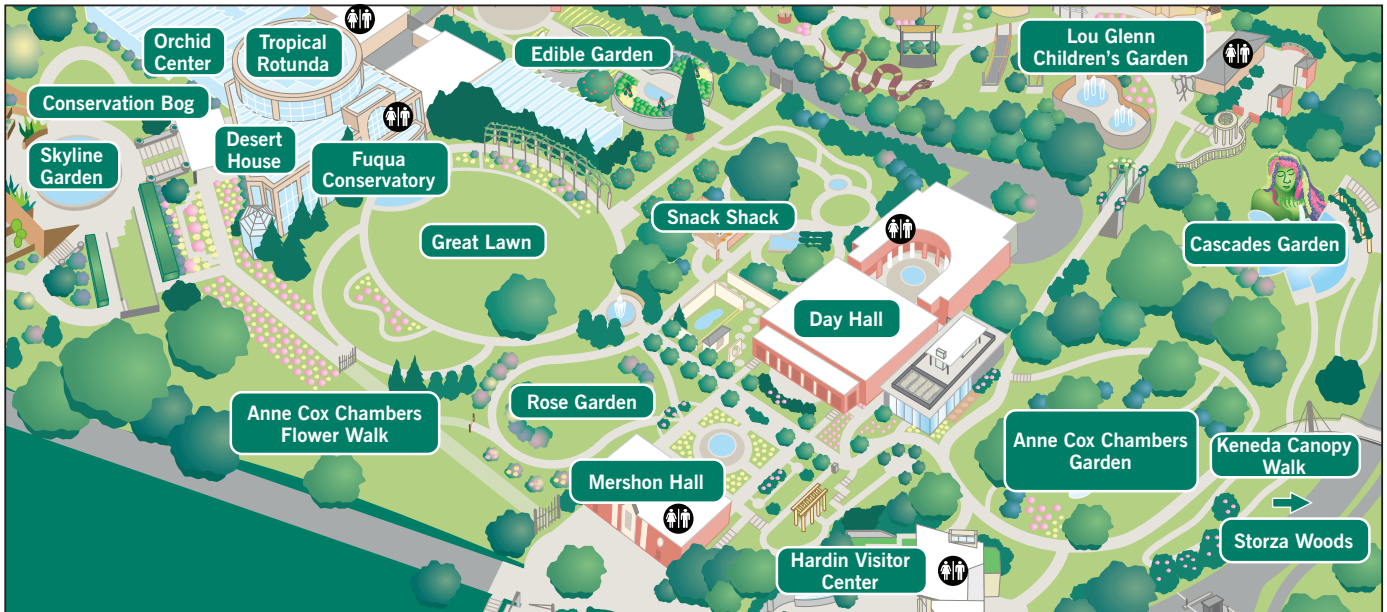 Orchid
Center
Tropical
Rotunda
Edible Garden
Lou Glenn
Children's Garden
Conservation Bog
Desert
House
Skyline
Garden
Fuqua
Conservatory
Snack Shack
Great Lawn
Cascades Garden
Day Hall
Rose Garden
Anne Cox Chambers
Flower Walk
Anne Cox Chambers
Garden
Keneda Canopy
Walk
Mershon Hall
Storza Woods
Hardin Visitor
Center